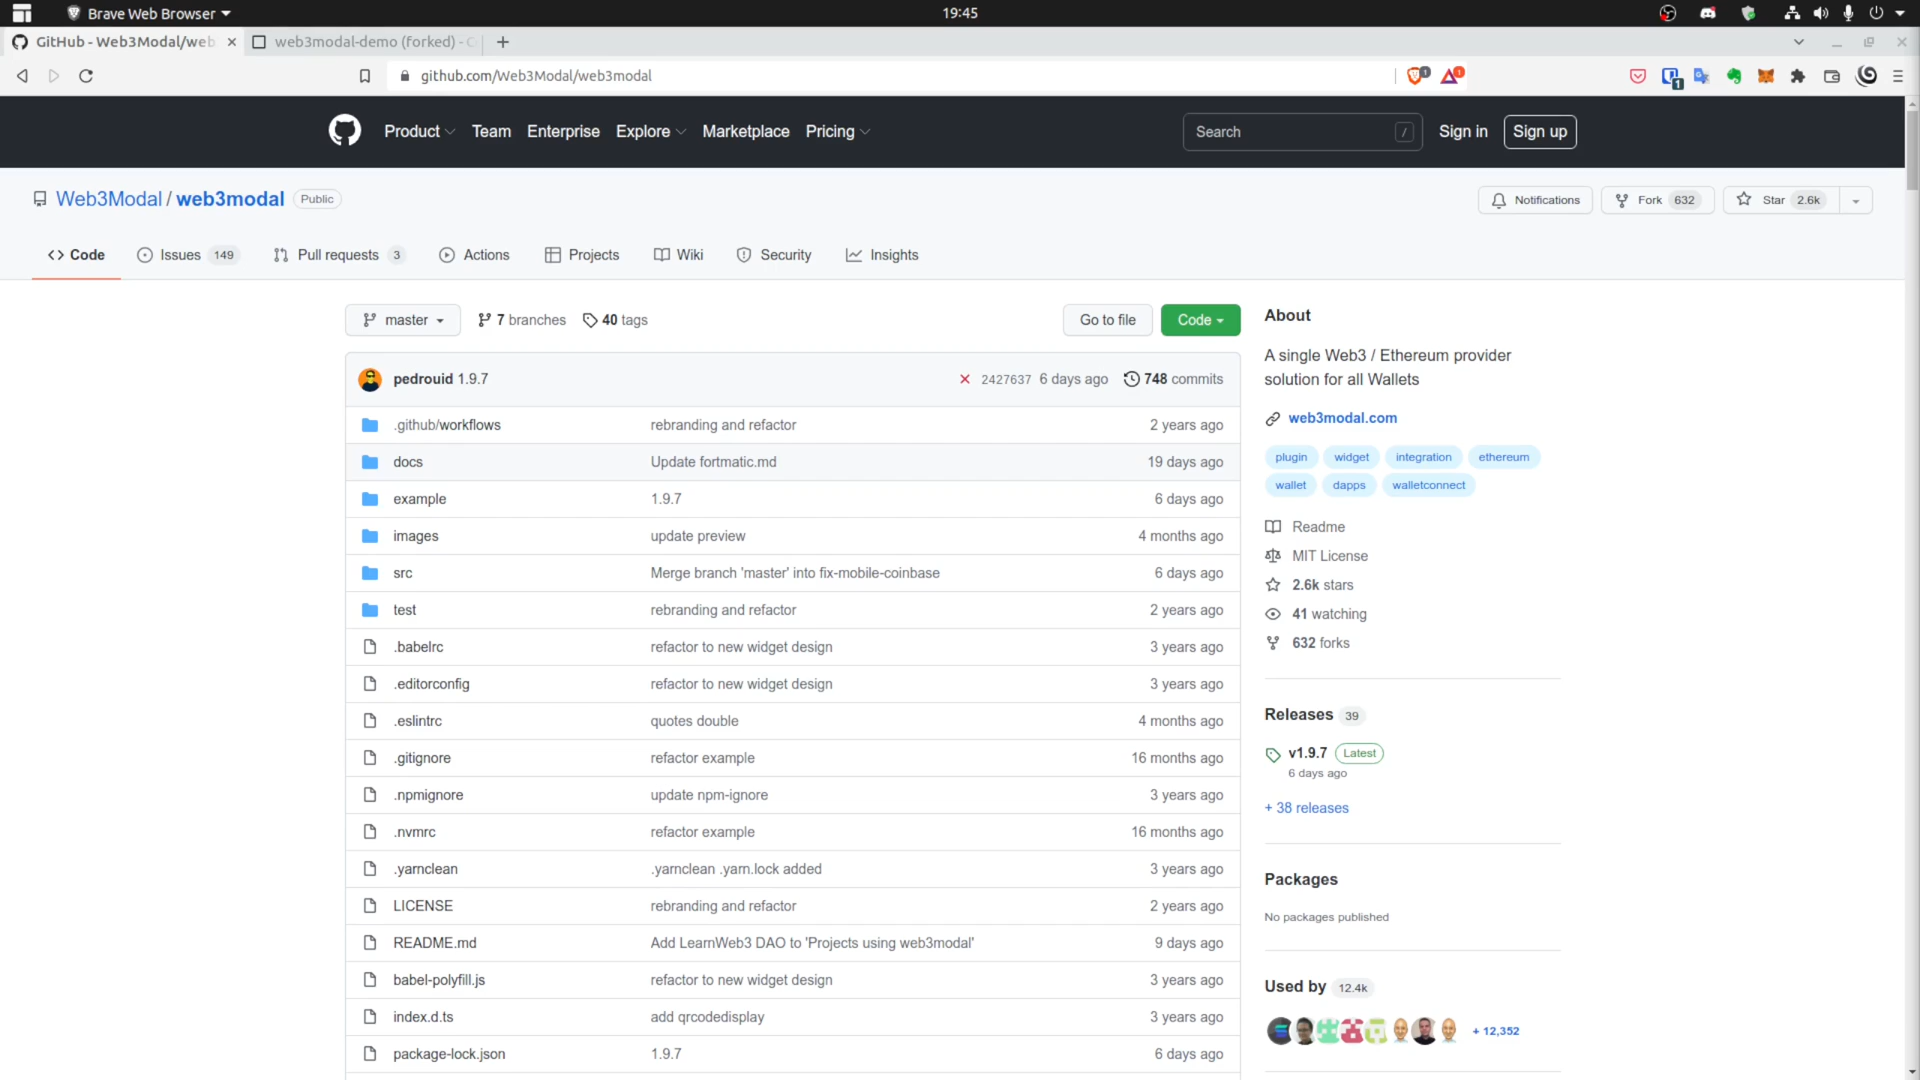 Brave Web Browser
19:45
GitHub - Web3Modal/web
web3modal-demo (forked) - C
github.com/Web3Modal/web3modal
1
1
1
Product
Team
Enterprise
Explore
Marketplace
Pricing
Search
/
Sign in
Sign up
Web3Modal / web3modal
Public
Notifications
Fork 632
Star 2.6k
Code
Issues 149
Pull requests 3
Actions
Projects
Wiki
Security
Insights
master
7 branches
40 tags
Go to file
Code
pedrouid 1.9.7
2427637 6 days ago
748 commits
.github/workflows rebranding and refactor 2 years ago
docs Update fortmatic.md 19 days ago
example 1.9.7 6 days ago
images update preview 4 months ago
src Merge branch 'master' into fix-mobile-coinbase 6 days ago
test rebranding and refactor 2 years ago
.babelrc refactor to new widget design 3 years ago
.editorconfig refactor to new widget design 3 years ago
.eslintrc quotes double 4 months ago
.gitignore refactor example 16 months ago
.npmignore update npm-ignore 3 years ago
.nvmrc refactor example 16 months ago
.yarnclean .yarnclean .yarn.lock added 3 years ago
LICENSE rebranding and refactor 2 years ago
README.md Add LearnWeb3 DAO to 'Projects using web3modal' 9 days ago
babel-polyfill.js refactor to new widget design 3 years ago
index.d.ts add qrcodedisplay 3 years ago
package-lock.json 1.9.7 6 days ago
About
A single Web3 / Ethereum provider
solution for all Wallets
web3modal.com
plugin widget integration ethereum
wallet dapps walletconnect
Readme
MIT License
2.6k stars
41 watching
632 forks
Releases 39
v1.9.7 Latest
6 days ago
+ 38 releases
Packages
No packages published
Used by 12.4k
+ 12,352